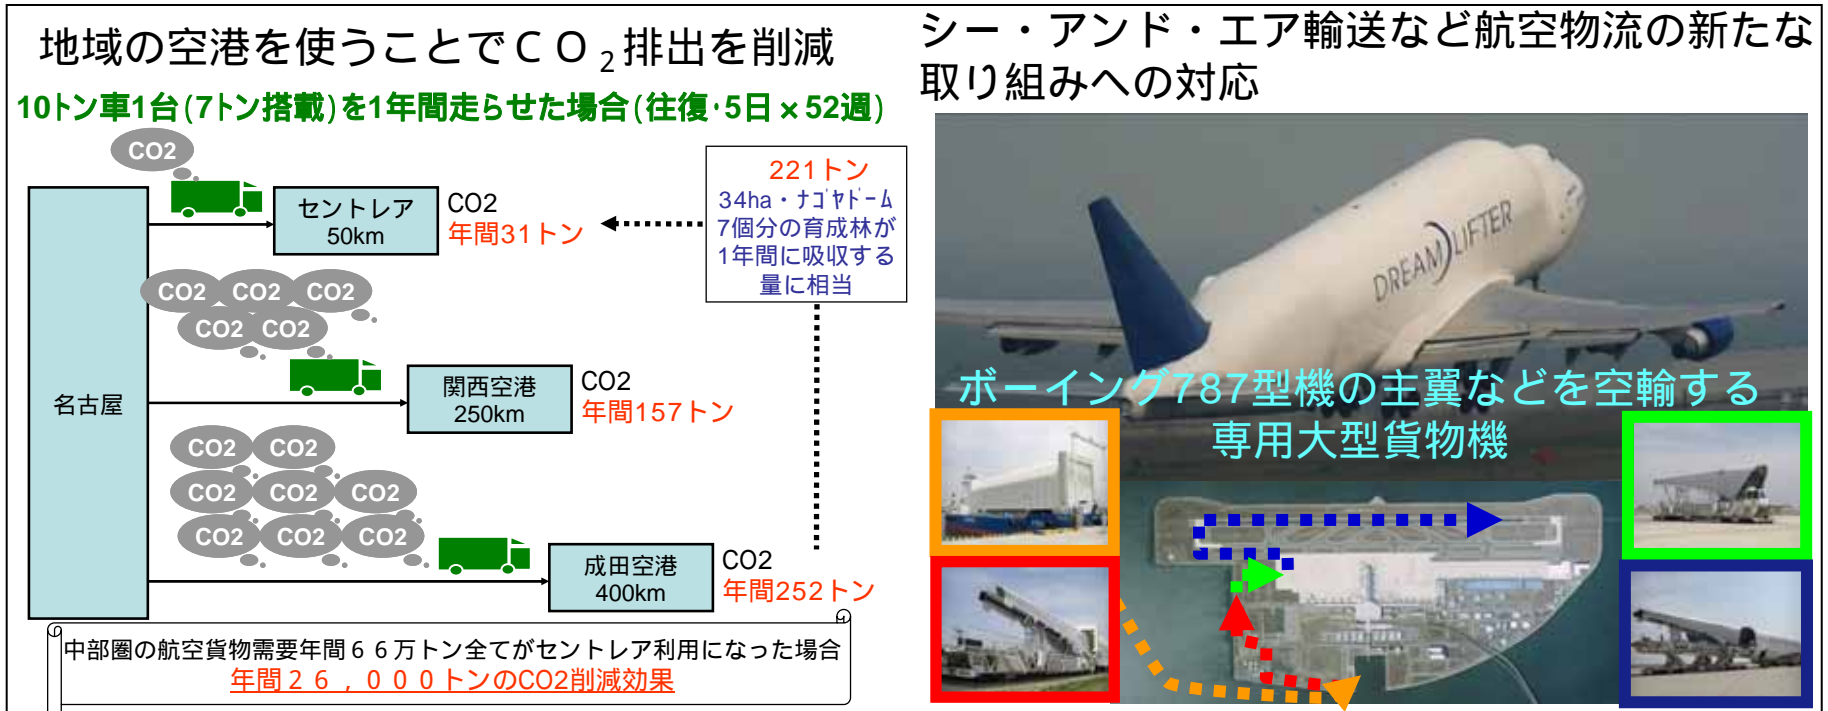 地域の空港を使うことでＣＯ₂排出を削減
10トン車1台(7トン搭載)を1年間走らせた場合(往復･5日×52週)
CO2
セントレア
50km
CO2
年間31トン
221トン
34ha・ﾅｺﾞﾔﾄﾞｰﾑ
7個分の育成林が
1年間に吸収する
量に相当
CO2 CO2 CO2
CO2 CO2
名古屋
関西空港
250km
CO2
年間157トン
CO2 CO2
CO2 CO2 CO2
CO2 CO2 CO2
成田空港
400km
CO2
年間252トン
中部圏の航空貨物需要年間６６万トン全てがセントレア利用になった場合
年間２６，０００トンのCO2削減効果
シー・アンド・エア輸送など航空物流の新たな
取り組みへの対応
DREAMLIFTER
ボーイング787型機の主翼などを空輸する
専用大型貨物機